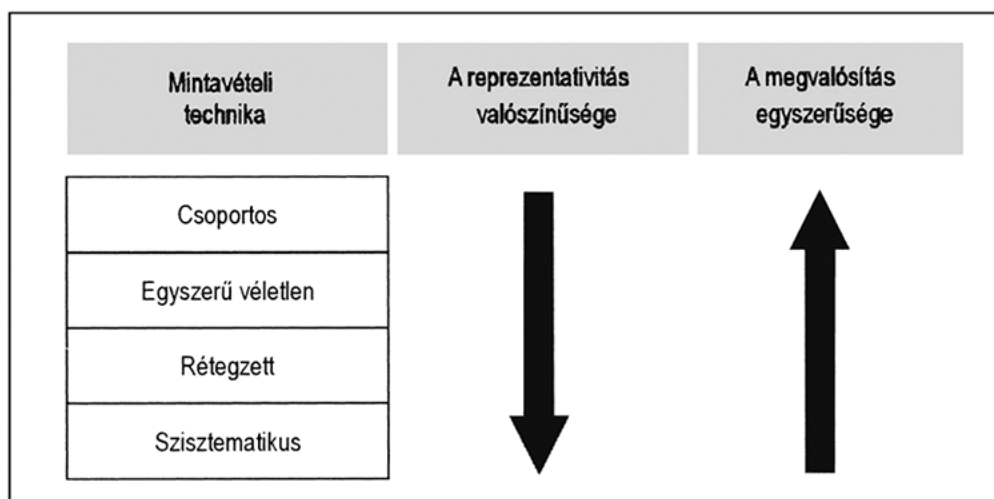 Mintavételi
technika
A reprezentativitás
valószínűsége
A megvalósítás
egyszerűsége
Csoportos
Egyszerű véletlen
Rétegzett
Szisztematikus